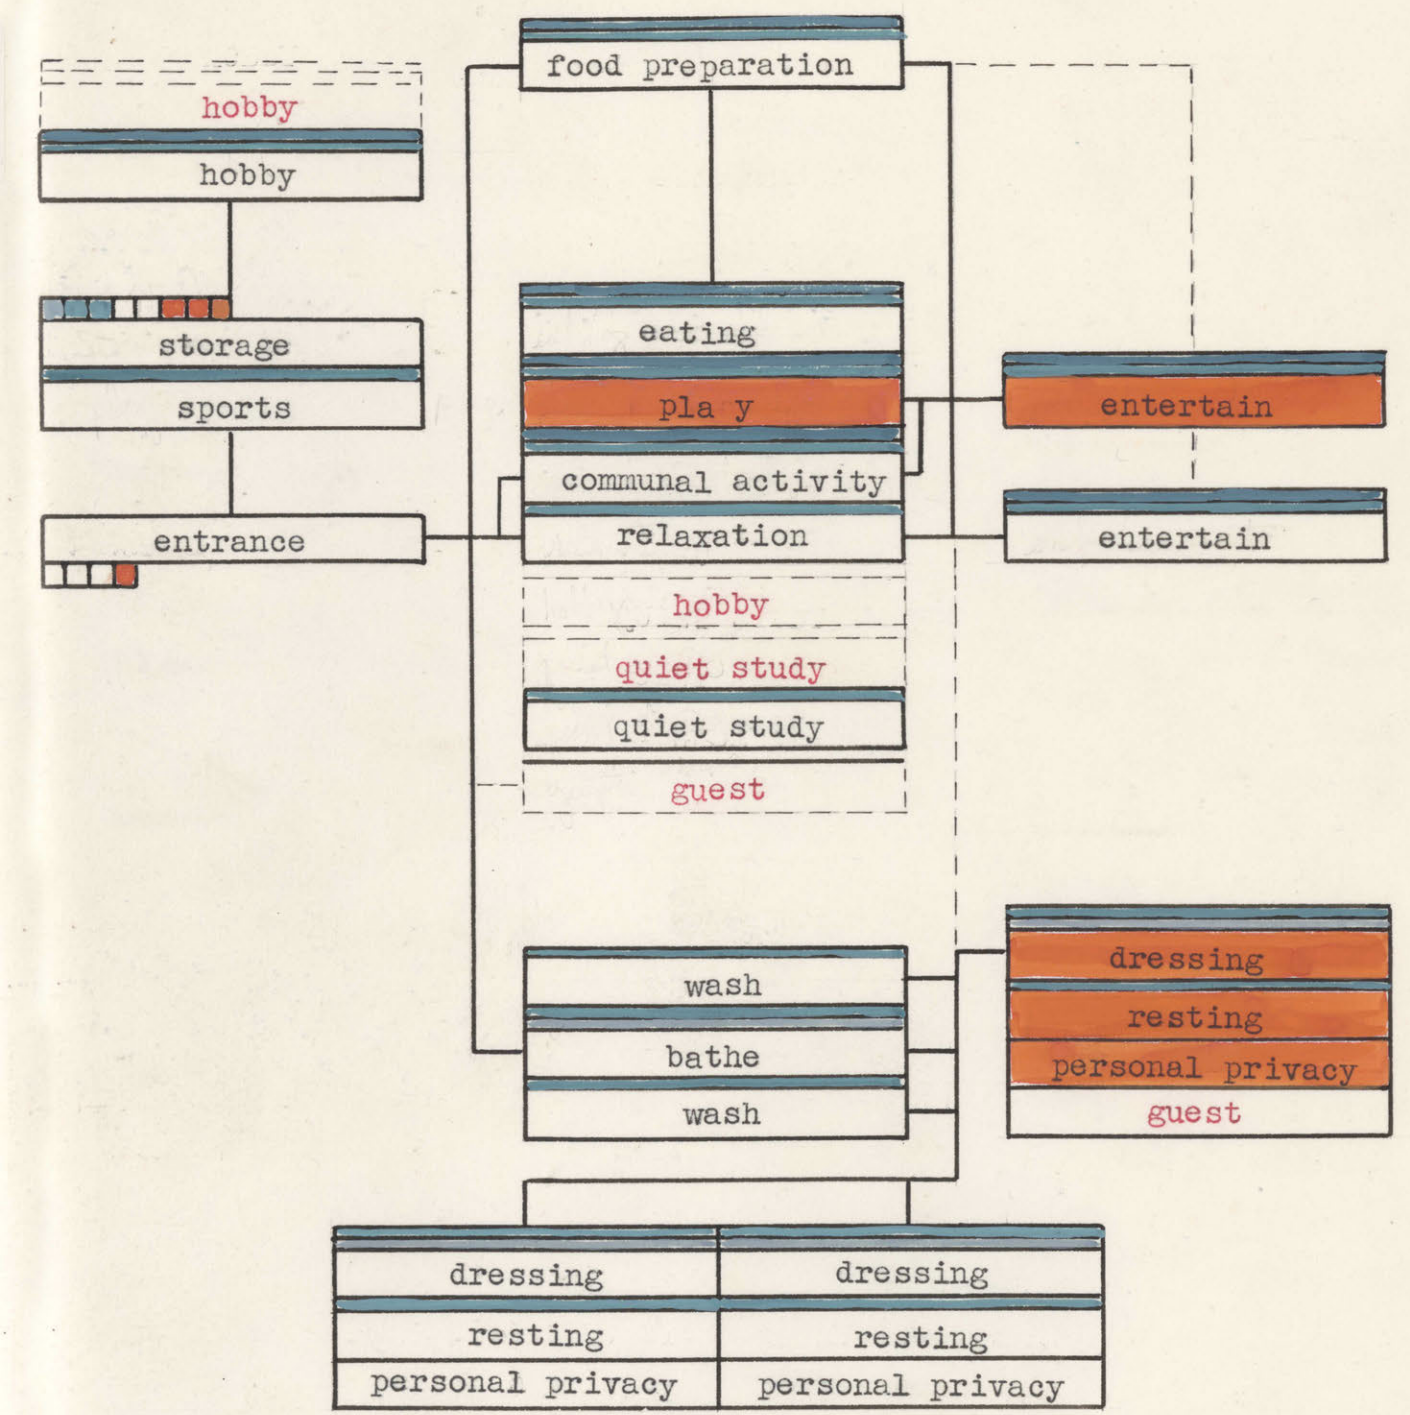 food preparation
hobby
hobby
storage
sports
entrance
eating
pla y
communal activity
relaxation
entertain
entertain
hobby
quiet study
quiet study
guest
wash
bathe
wash
dressing
resting
personal privacy
guest
dressing
resting
personal privacy
dressing
resting
personal privacy